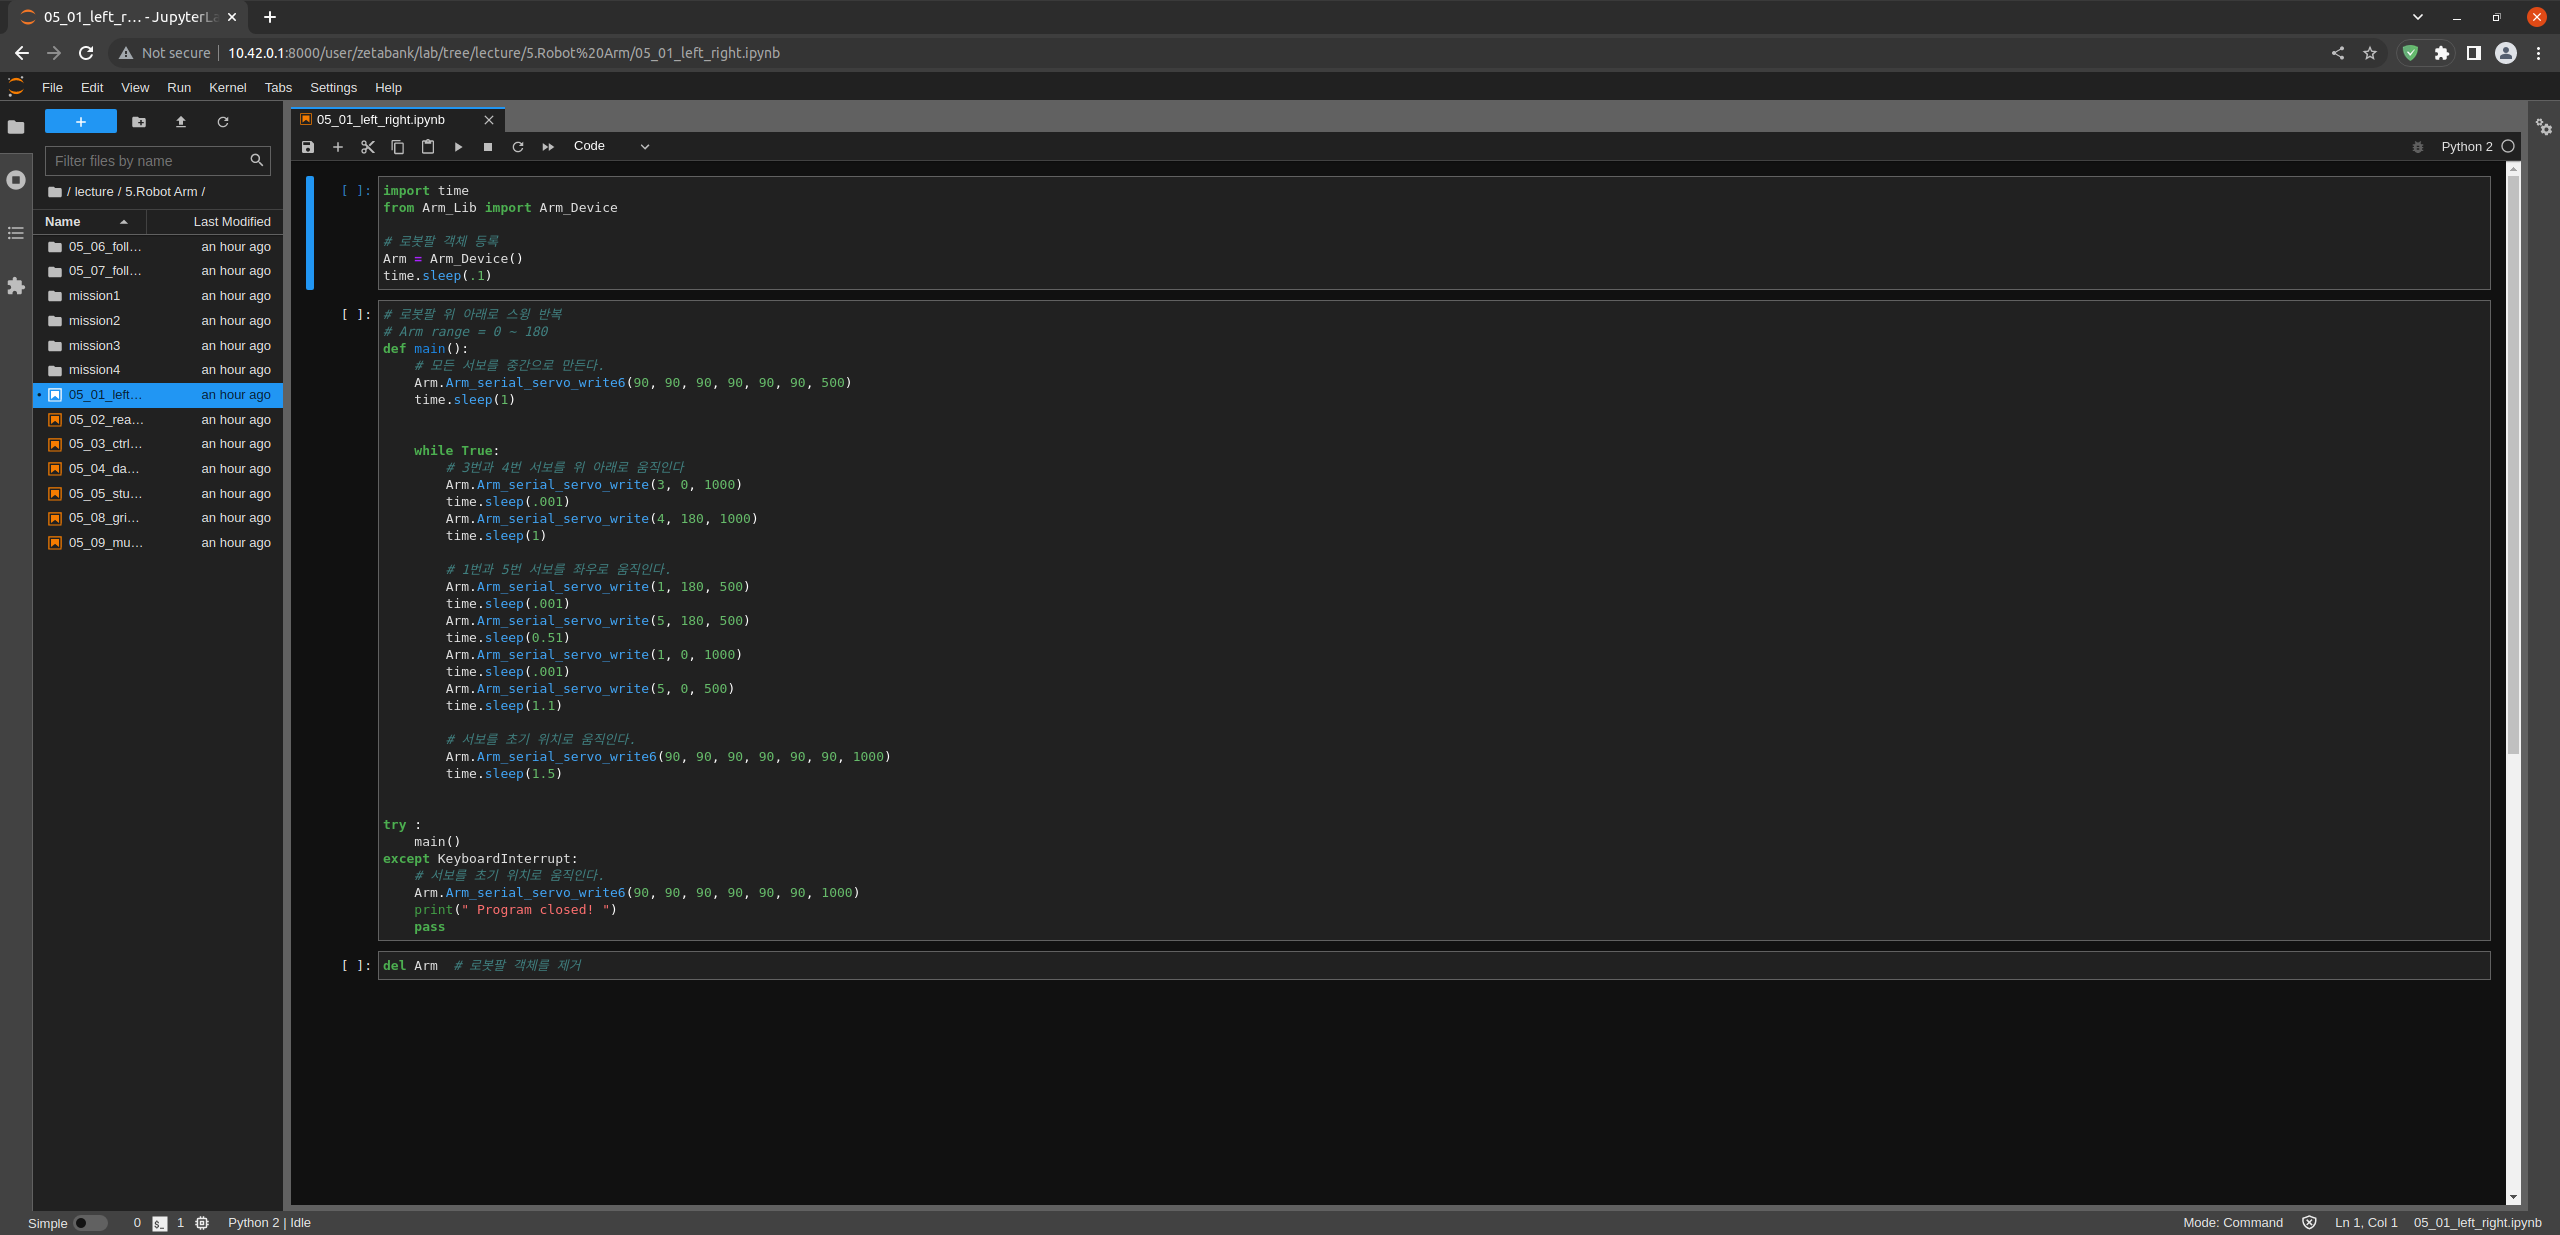 05_01_left_r… - JupyterLa
Not secure 10.42.0.1:8000/user/zetabank/lab/tree/lecture/5.Robot%20Arm/05_01_left_right.ipynb
File Edit View Run Kernel Tabs Settings Help
05_01_left_right.ipynb
Code
Python 2
Filter files by name
/ lecture / 5.Robot Arm /
Name Last Modified
05_06_foll… an hour ago
05_07_foll… an hour ago
mission1 an hour ago
mission2 an hour ago
mission3 an hour ago
mission4 an hour ago
05_01_left… an hour ago
05_02_rea… an hour ago
05_03_ctrl… an hour ago
05_04_da… an hour ago
05_05_stu… an hour ago
05_08_gri… an hour ago
05_09_mu… an hour ago
[ ]: import time
from Arm_Lib import Arm_Device
# 로봇팔 객체 등록
Arm = Arm_Device()
time.sleep(.1)
[ ]: # 로봇팔 위 아래로 스윙 반복
# Arm range = 0 ~ 180
def main():
# 모든 서보를 중간으로 만든다.
Arm.Arm_serial_servo_write6(90, 90, 90, 90, 90, 90, 500)
time.sleep(1)
while True:
# 3번과 4번 서보를 위 아래로 움직인다
Arm.Arm_serial_servo_write(3, 0, 1000)
time.sleep(.001)
Arm.Arm_serial_servo_write(4, 180, 1000)
time.sleep(1)
# 1번과 5번 서보를 좌우로 움직인다.
Arm.Arm_serial_servo_write(1, 180, 500)
time.sleep(.001)
Arm.Arm_serial_servo_write(5, 180, 500)
time.sleep(0.51)
Arm.Arm_serial_servo_write(1, 0, 1000)
time.sleep(.001)
Arm.Arm_serial_servo_write(5, 0, 500)
time.sleep(1.1)
# 서보를 초기 위치로 움직인다.
Arm.Arm_serial_servo_write6(90, 90, 90, 90, 90, 90, 1000)
time.sleep(1.5)
try :
main()
except KeyboardInterrupt:
# 서보를 초기 위치로 움직인다.
Arm.Arm_serial_servo_write6(90, 90, 90, 90, 90, 90, 1000)
print(" Program closed! ")
pass
[ ]: del Arm # 로봇팔 객체를 제거
Simple 0 1 Python 2 | Idle Mode: Command Ln 1, Col 1 05_01_left_right.ipynb